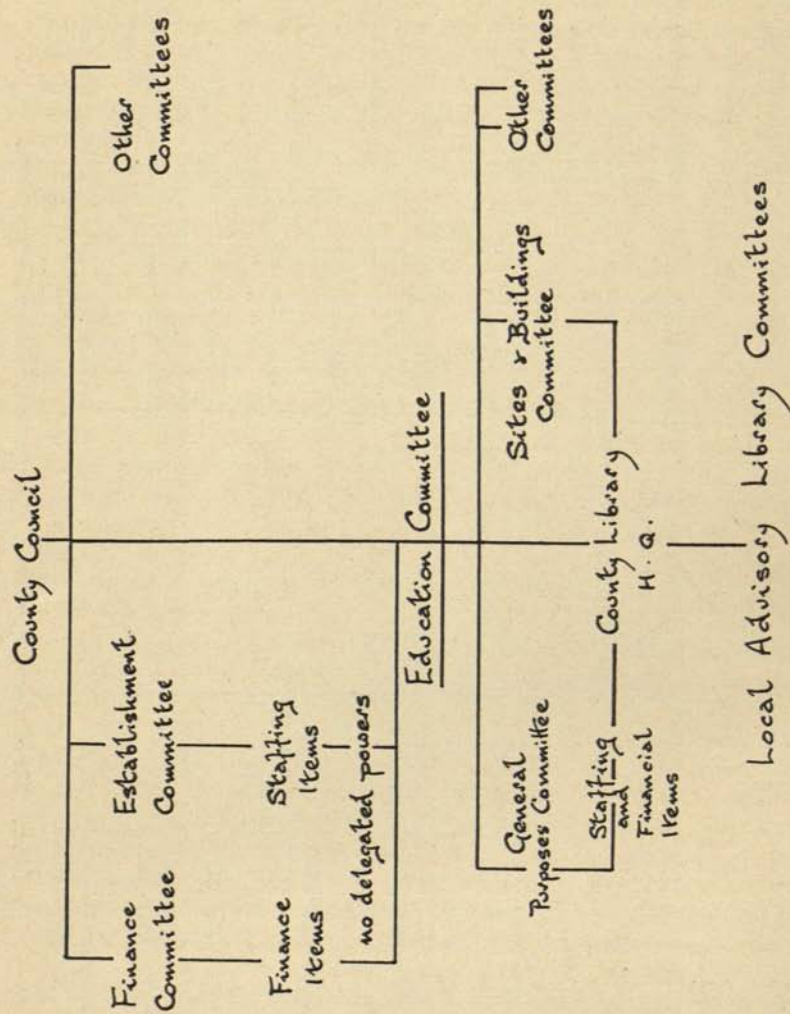 County Council
Finance
Committee
Establishment
Committee
Other
Committees
Finance
Items
Staffing
Items
no delegated powers
Education Committee
General
Purposes Committee
Sites & Buildings
Committee
Other
Committees
Staffing
and
Financial
Items
County Library
H.Q.
Local Advisory Library Committees